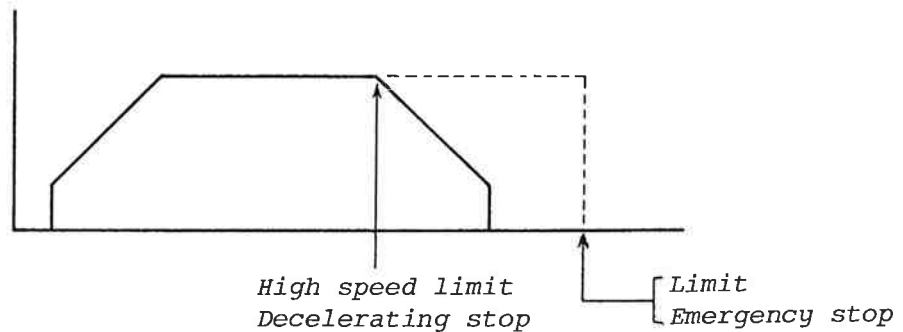 High speed limit
Decelerating stop
Limit
Emergency stop